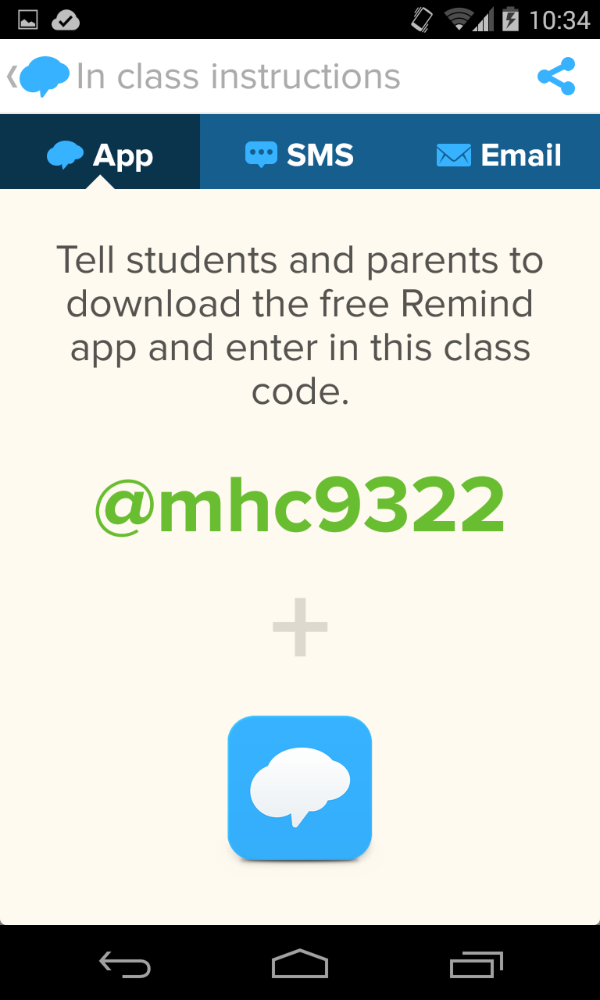 10:34
In class instructions
App SMS Email
Tell students and parents to
download the free Remind
app and enter in this class
code.
@mhc9322
+